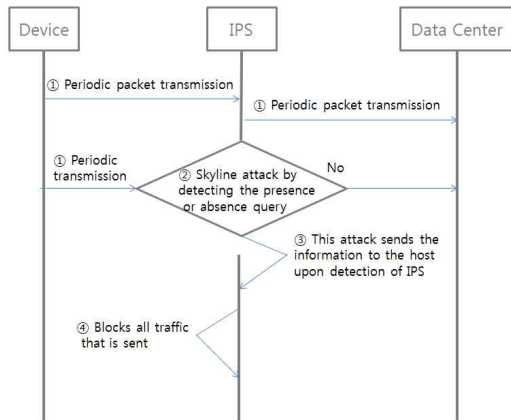 Device
IPS
Data Center
① Periodic packet transmission
① Periodic packet transmission
① Periodic
transmission
② Skyline attack by
detecting the presence
or absence query
No
③ This attack sends the
information to the host
upon detection of IPS
④ Blocks all traffic
that is sent